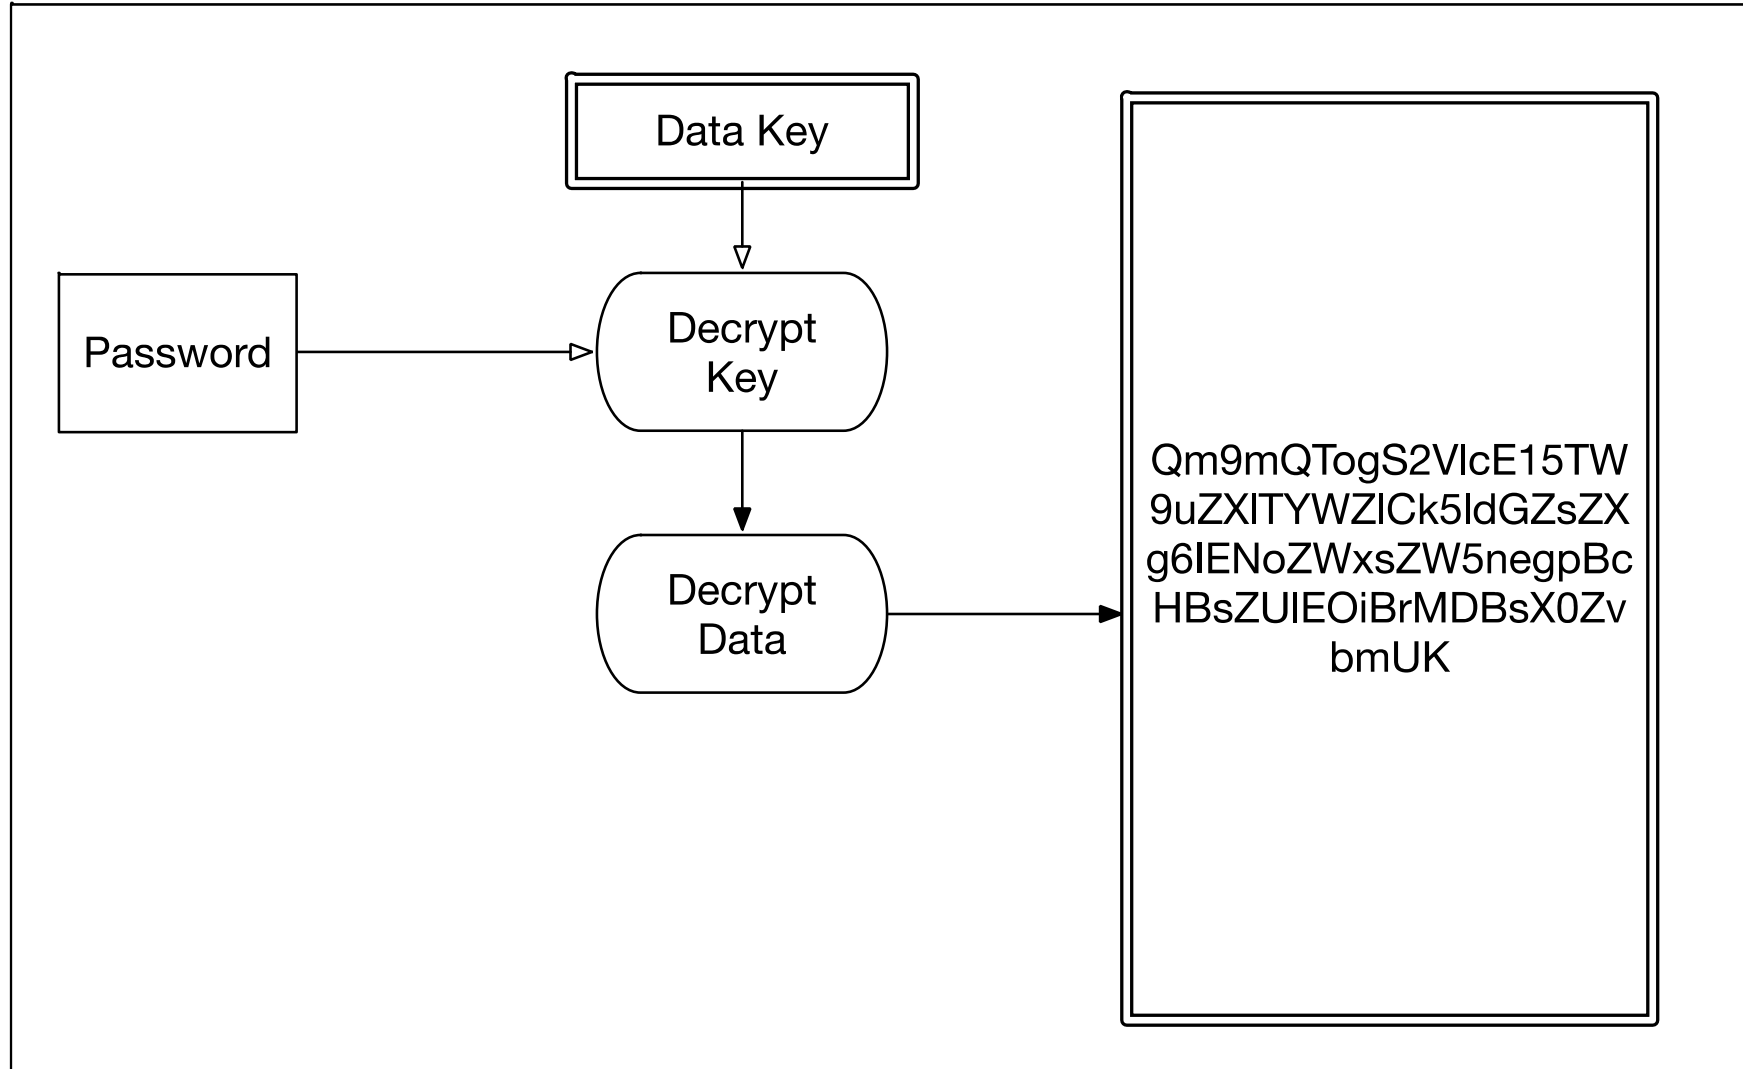 Data Key
Password
Decrypt
Key
Decrypt
Data
Qm9mQTogS2VlcE15TW
9uZXlTYWZlCk5ldGZsZX
g6IENoZWxsZW5negpBc
HBsZUlEOiBrMDBsX0Zv
bmUK